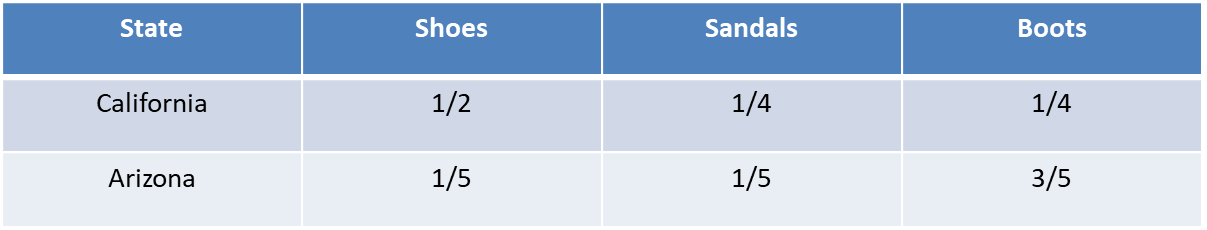 State Shoes Sandals Boots
California 1/2 1/4 1/4
Arizona 1/5 1/5 3/5